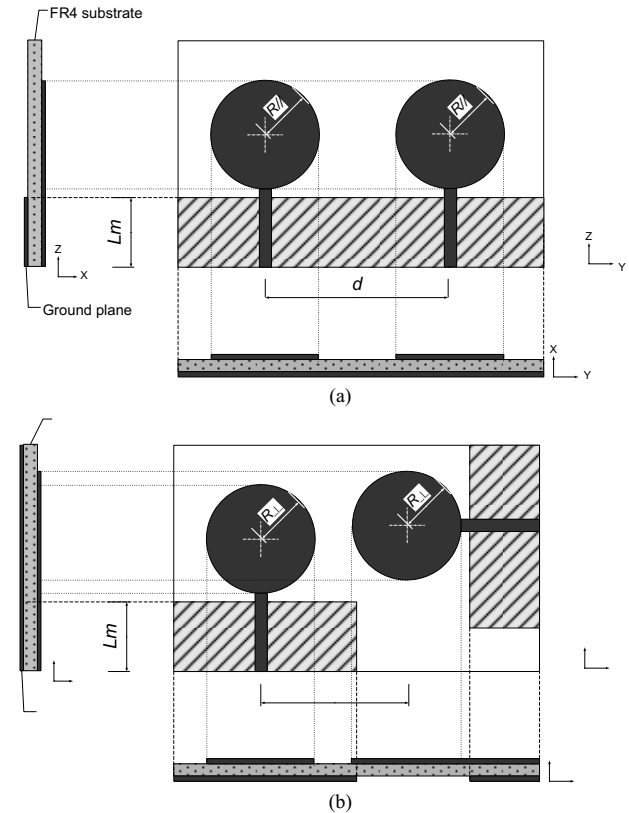 FR4 substrate
R//
R//
Lm
Z
X
Z
Y
Ground plane
d
X
Y
(a)
R⊥
R⊥
Lm
(b)